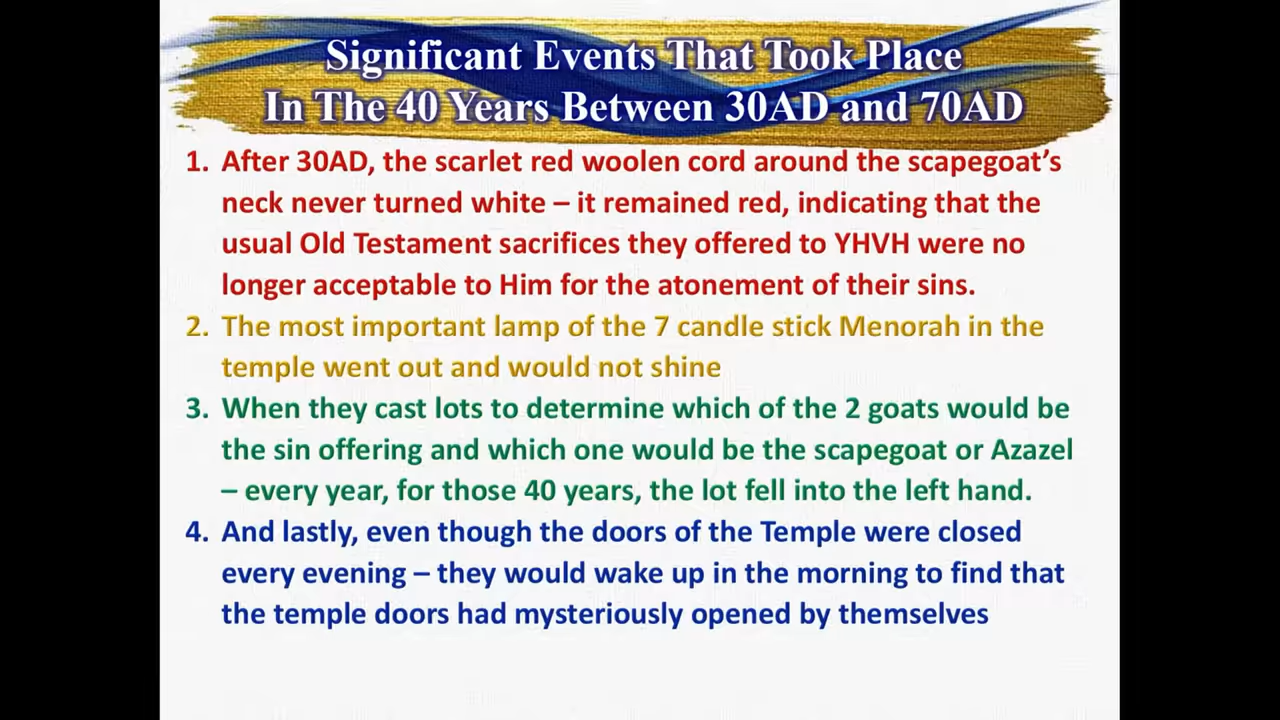 Significant Events That Took Place
In The 40 Years Between 30AD and 70AD
1. After 30AD, the scarlet red woolen cord around the scapegoat's
neck never turned white – it remained red, indicating that the
usual Old Testament sacrifices they offered to YHVH were no
longer acceptable to Him for the atonement of their sins.
2. The most important lamp of the 7 candle stick Menorah in the
temple went out and would not shine
3. When they cast lots to determine which of the 2 goats would be
the sin offering and which one would be the scapegoat or Azazel
– every year, for those 40 years, the lot fell into the left hand.
4. And lastly, even though the doors of the Temple were closed
every evening – they would wake up in the morning to find that
the temple doors had mysteriously opened by themselves